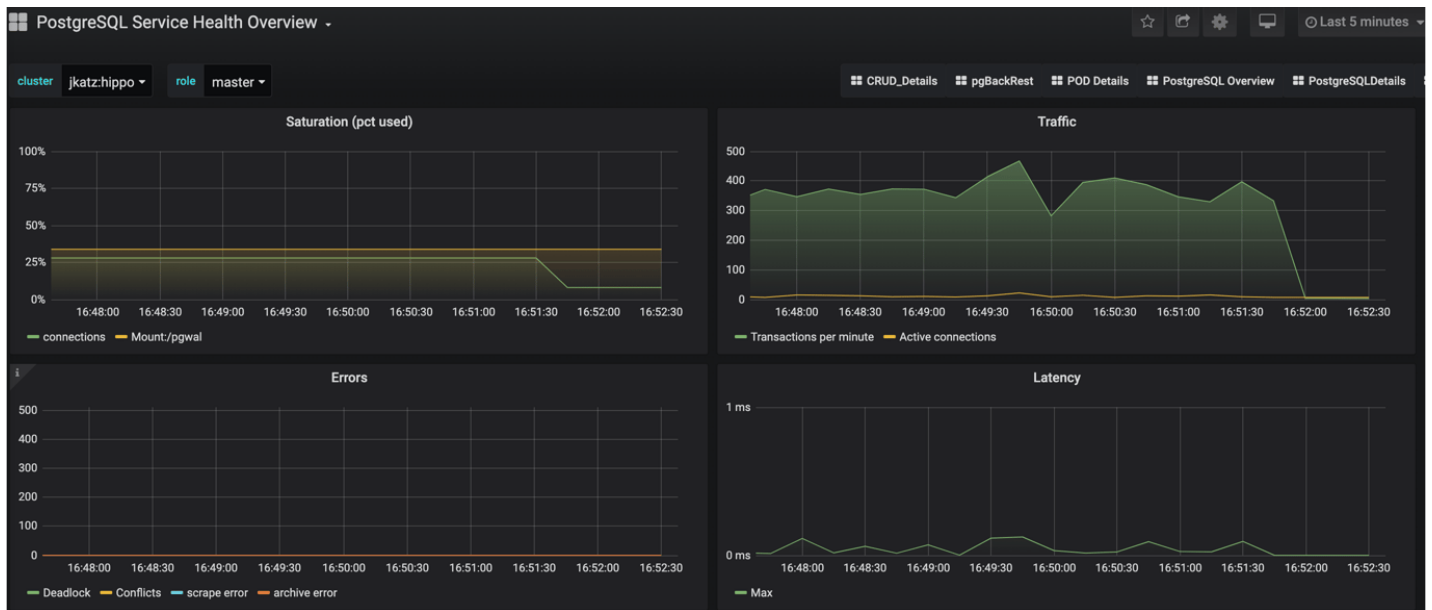 PostgreSQL Service Health Overview
Last 5 minutes
cluster jkatz:hippo role master
CRUD_Details pgBackRest POD Details PostgreSQL Overview PostgreSQLDetails
Saturation (pct used)
100%
75%
50%
25%
0%
16:48:00 16:48:30 16:49:00 16:49:30 16:50:00 16:50:30 16:51:00 16:51:30 16:52:00 16:52:30
connections Mount:/pgwal
Traffic
500
400
300
200
100
0
16:48:00 16:48:30 16:49:00 16:49:30 16:50:00 16:50:30 16:51:00 16:51:30 16:52:00 16:52:30
Transactions per minute Active connections
i
Errors
500
400
300
200
100
0
16:48:00 16:48:30 16:49:00 16:49:30 16:50:00 16:50:30 16:51:00 16:51:30 16:52:00 16:52:30
Deadlock Conflicts scrape error archive error
Latency
1 ms
0 ms
16:48:00 16:48:30 16:49:00 16:49:30 16:50:00 16:50:30 16:51:00 16:51:30 16:52:00 16:52:30
Max